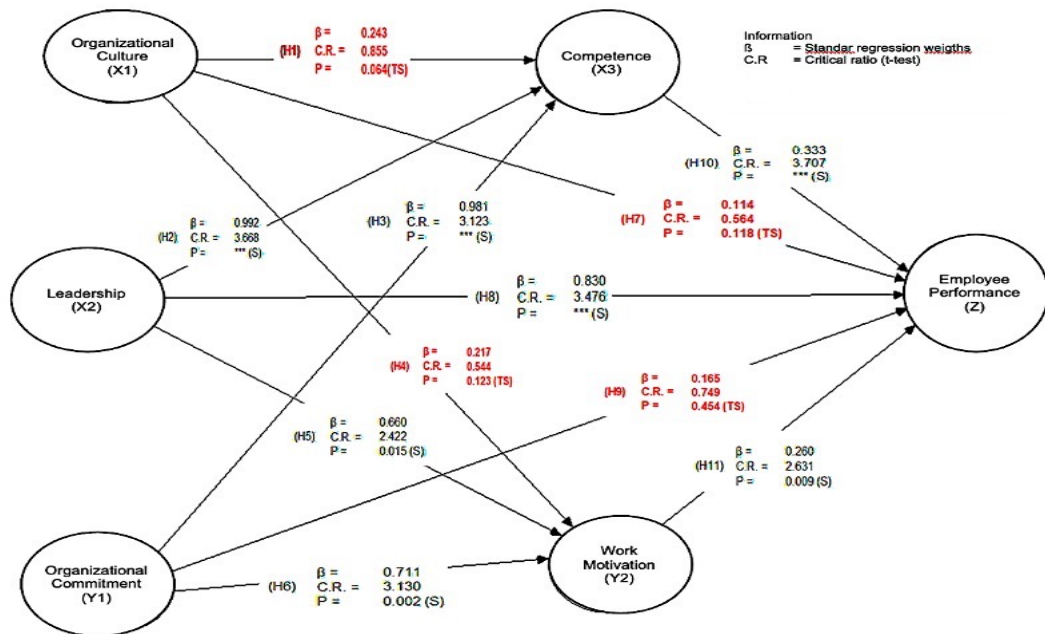 Organizational
Culture
(X1)
(H1)
β = 0.243
C.R. = 0.855
P = 0.064(TS)
Competence
(X3)
Information
ß = Standar regression weigths
C.R = Critical ratio (t-test)
(H10)
β = 0.333
C.R. = 3.707
P = *** (S)
(H2)
β = 0.992
C.R. = 3.668
P = *** (S)
(H3)
β = 0.981
C.R. = 3.123
P = *** (S)
(H7)
β = 0.114
C.R. = 0.564
P = 0.118 (TS)
Leadership
(X2)
(H8)
β = 0.830
C.R. = 3.476
P = *** (S)
Employee
Performance
(Z)
(H4)
β = 0.217
C.R. = 0.544
P = 0.123 (TS)
(H9)
β = 0.165
C.R. = 0.749
P = 0.454 (TS)
(H5)
β = 0.660
C.R. = 2.422
P = 0.015 (S)
(H11)
β = 0.260
C.R. = 2.631
P = 0.009 (S)
Organizational
Commitment
(Y1)
(H6)
β = 0.711
C.R. = 3.130
P = 0.002 (S)
Work
Motivation
(Y2)